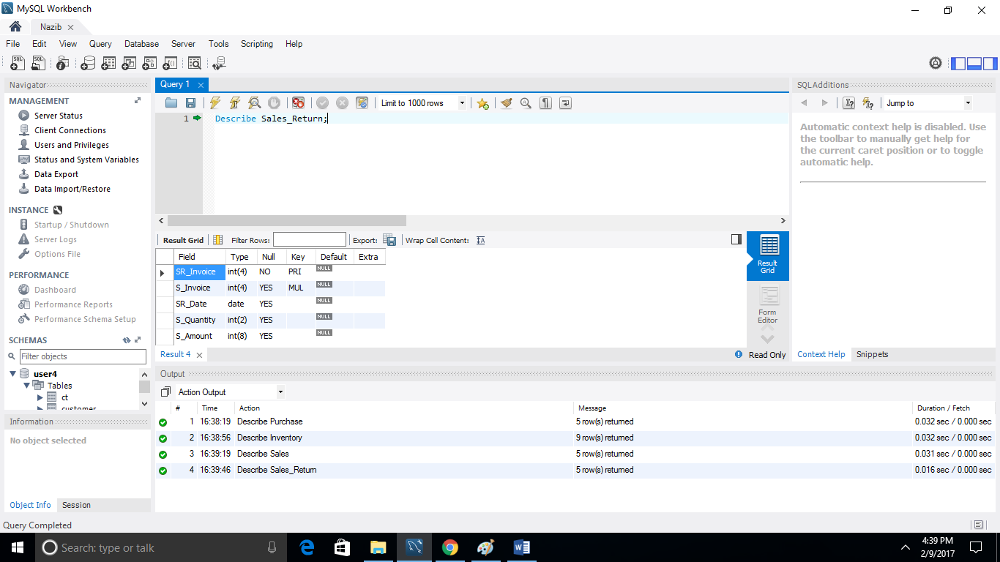 MySQL Workbench
Nazib
File Edit View Query Database Server Tools Scripting Help
Navigator
MANAGEMENT
Server Status
Client Connections
Users and Privileges
Status and System Variables
Data Export
Data Import/Restore
INSTANCE
Startup / Shutdown
Server Logs
Options File
PERFORMANCE
Dashboard
Performance Reports
Performance Schema Setup
SCHEMAS
Filter objects
user4
Tables
ct
customer
Information
No object selected
Object Info Session
Query 1
Limit to 1000 rows
1 Describe Sales_Return;
Result Grid Filter Rows: Export: Wrap Cell Content:
Field Type Null Key Default Extra
SR_Invoice int(4) NO PRI NULL
S_Invoice int(4) YES MUL NULL
SR_Date date YES NULL
S_Quantity int(2) YES NULL
S_Amount int(8) YES NULL
Result Grid
Form Editor
Result 4
Read Only
SQLAdditions
Jump to
Automatic context help is disabled. Use
the toolbar to manually get help for
the current caret position or to toggle
automatic help.
Context Help Snippets
Output
Action Output
# Time Action Message Duration / Fetch
1 16:38:19 Describe Purchase 5 row(s) returned 0.032 sec / 0.000 sec
2 16:38:56 Describe Inventory 9 row(s) returned 0.032 sec / 0.000 sec
3 16:39:19 Describe Sales 5 row(s) returned 0.031 sec / 0.000 sec
4 16:39:46 Describe Sales_Return 5 row(s) returned 0.016 sec / 0.000 sec
Query Completed
Search: type or talk
4:39 PM
2/9/2017